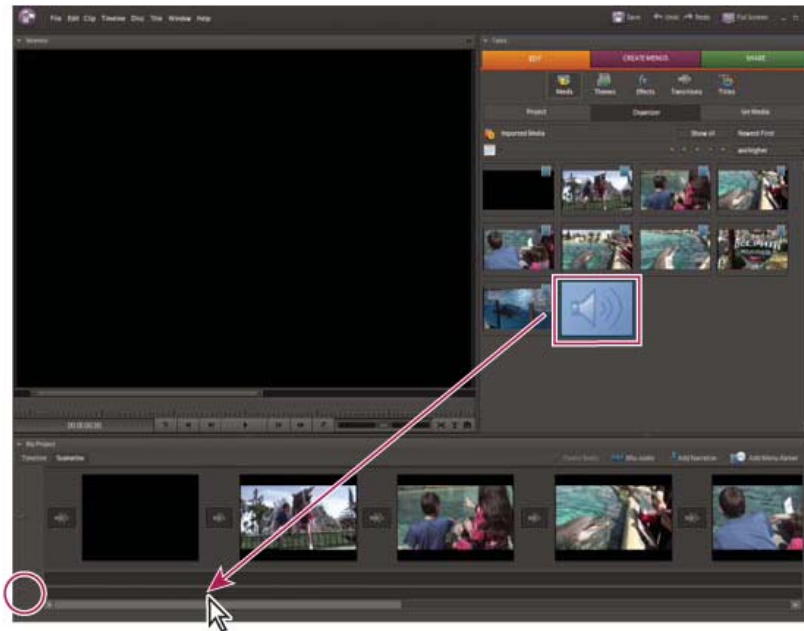 File Edit Clip Timeline Disc Title Window Help
Save Undo Redo Full Screen
Monitor
Tasks
EDIT CREATE MENUS SHARE
Media Themes Effects Transitions Titles
Project Organizer Get Media
Imported Media Show All Newest First
and higher
00;00;00;00
My Project
Timeline Sceneline
Mix Audio Add Narration Add Menu Marker